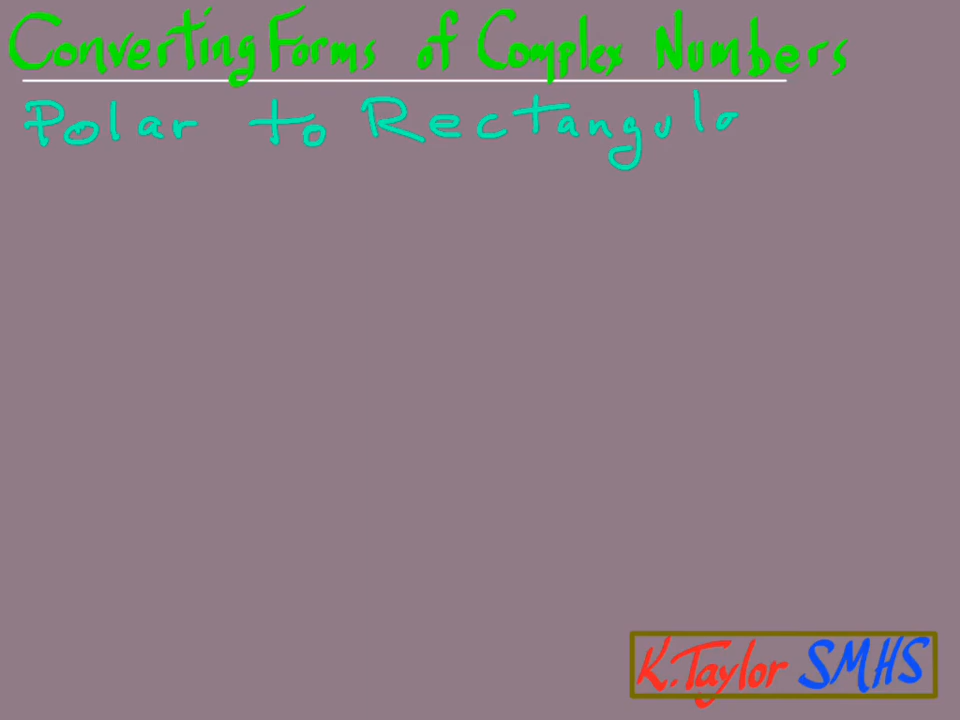 Converting Forms of Complex Numbers
Polar to Rectangula
K. Taylor SMHS